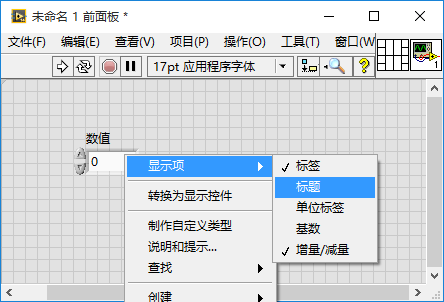 未命名 1 前面板 *
文件(F) 编辑(E) 查看(V) 项目(P) 操作(O) 工具(T) 窗口(W
17pt 应用程序字体
?
1
数值
0
显示项
转换为显示控件
制作自定义类型
说明和提示...
查找
创建
标签
标题
单位标签
基数
增量/减量